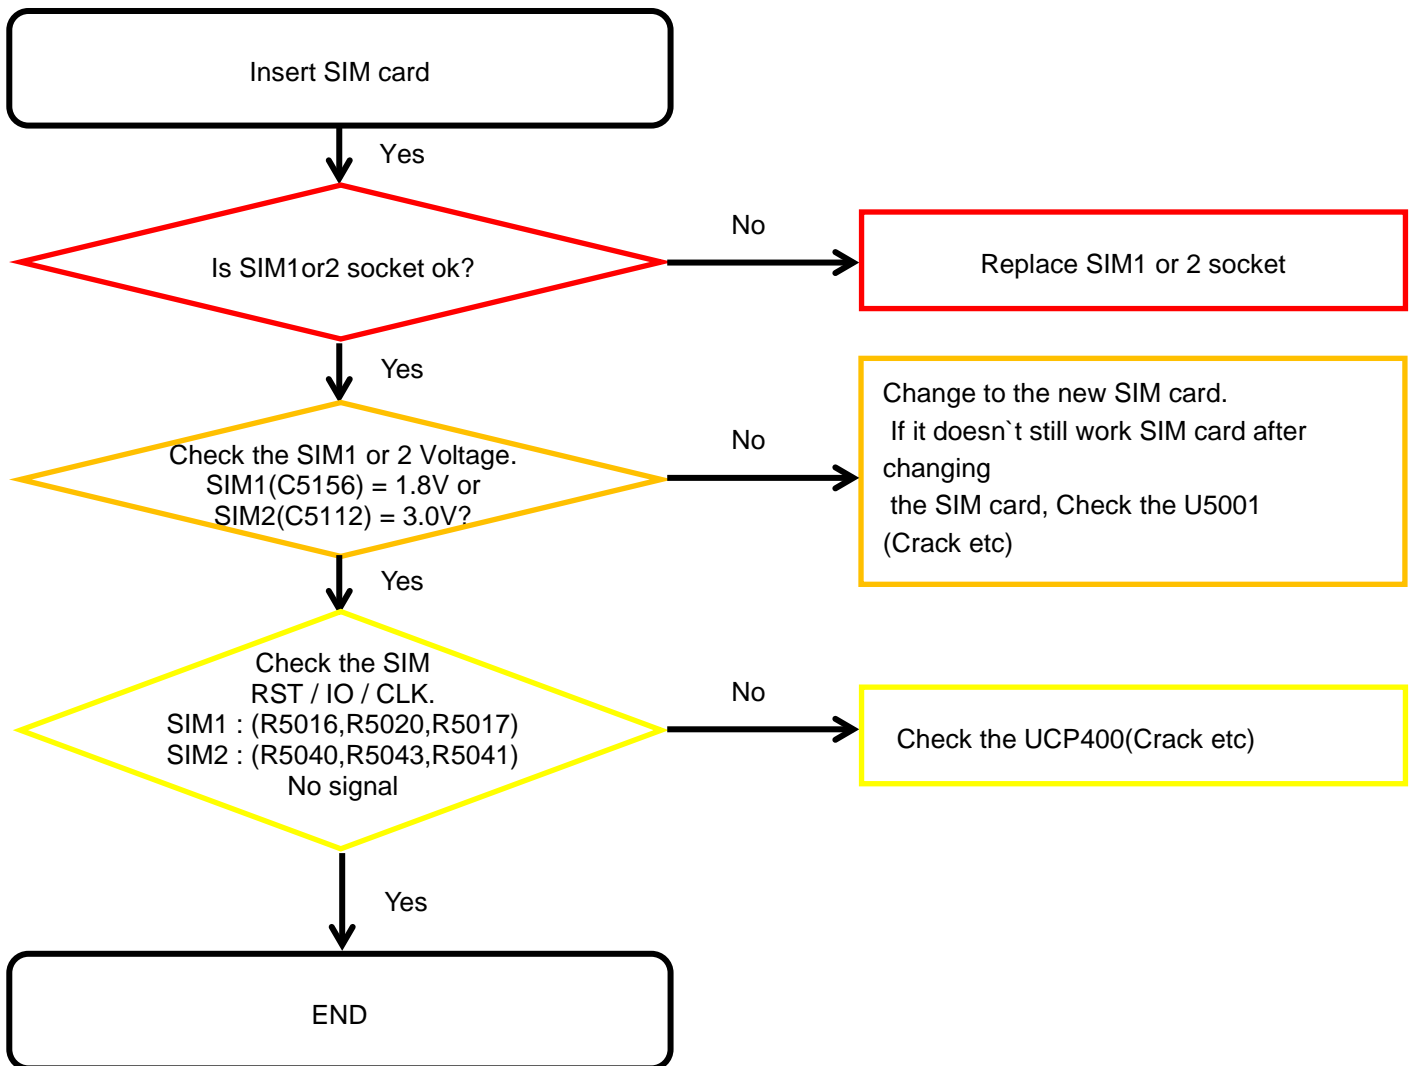 Insert SIM card
Yes
Is SIM1or2 socket ok?
No
Replace SIM1 or 2 socket
Yes
Check the SIM1 or 2 Voltage.
SIM1(C5156) = 1.8V or
SIM2(C5112) = 3.0V?
No
Change to the new SIM card.
If it doesn`t still work SIM card after
changing
the SIM card, Check the U5001
(Crack etc)
Yes
Check the SIM
RST / IO / CLK.
SIM1 : (R5016,R5020,R5017)
SIM2 : (R5040,R5043,R5041)
No signal
No
Check the UCP400(Crack etc)
Yes
END